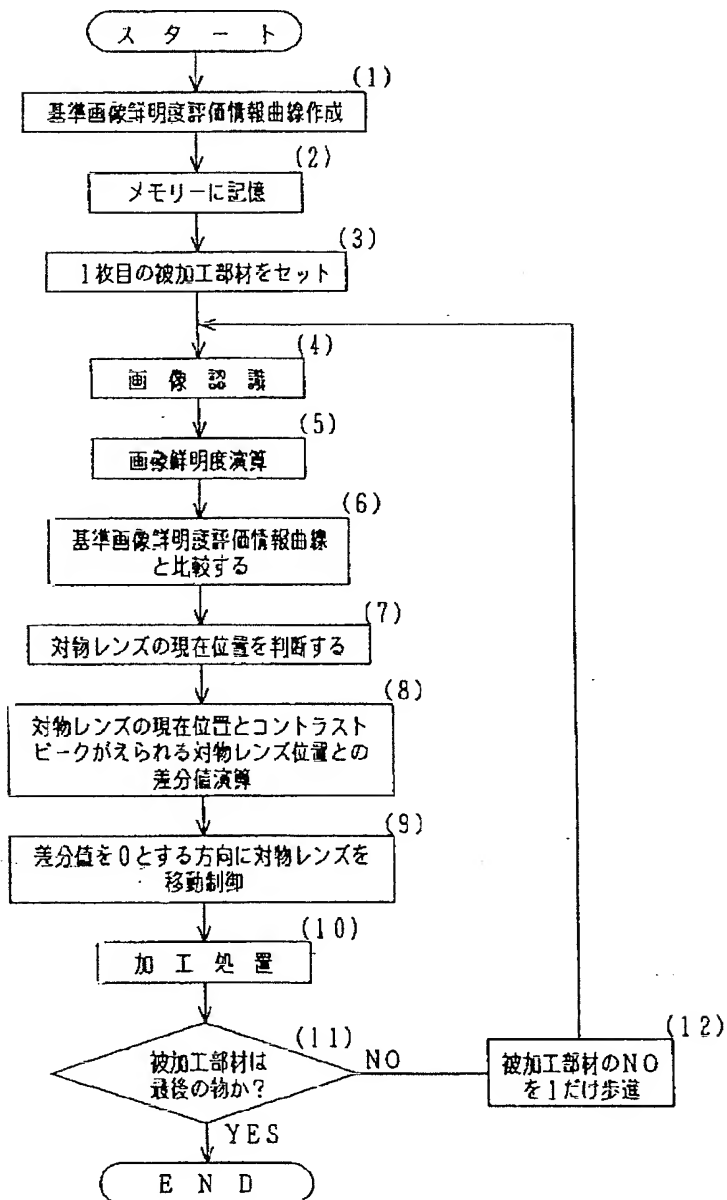 スタート
(1)
基準画像鮮明度評価情報曲線作成
(2)
メモリーに記憶
(3)
1枚目の被加工部材をセット
(4)
画像認識
(5)
画像鮮明度演算
(6)
基準画像鮮明度評価情報曲線
と比較する
(7)
対物レンズの現在位置を判断する
(8)
対物レンズの現在位置とコントラスト
ピークがえられる対物レンズ位置との
差分値演算
(9)
差分値を0とする方向に対物レンズを
移動制御
(10)
加工処置
(11)
被加工部材は
最後の物か?
NO
(12)
被加工部材のNO
を1だけ歩進
YES
END